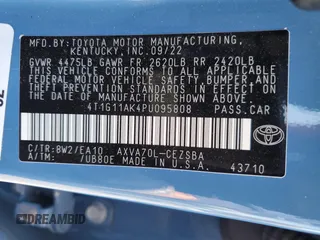 MFD.BY:TOYOTA MOTOR MANUFACTURING,
KENTUCKY, INC. 09/22
GVWR 4475LB GAWR FR 2620LB RR 2420LB
THIS VEHICLE CONFORMS TO ALL APPLICABLE
FEDERAL MOTOR VEHICLE SAFETY, BUMPER, AND
THEFT PREVENTION STANDARDS IN EFFECT ON
THE DATE OF MANUFACTURE SHOWN ABOVE.
4T1G11AK4PU095808
PASS. CAR
TOYOTA
C/TR:8W2/EA10 AXVA70L-CEZSBA
A/TM: /UB80E MADE IN U.S.A. 43710
DREAMBID